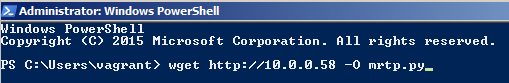 Administrator: Windows PowerShell
Windows PowerShell
Copyright (C) 2015 Microsoft Corporation. All rights reserved.
PS C:\Users\vagrant> wget http://10.0.0.58 -O mrtp.py